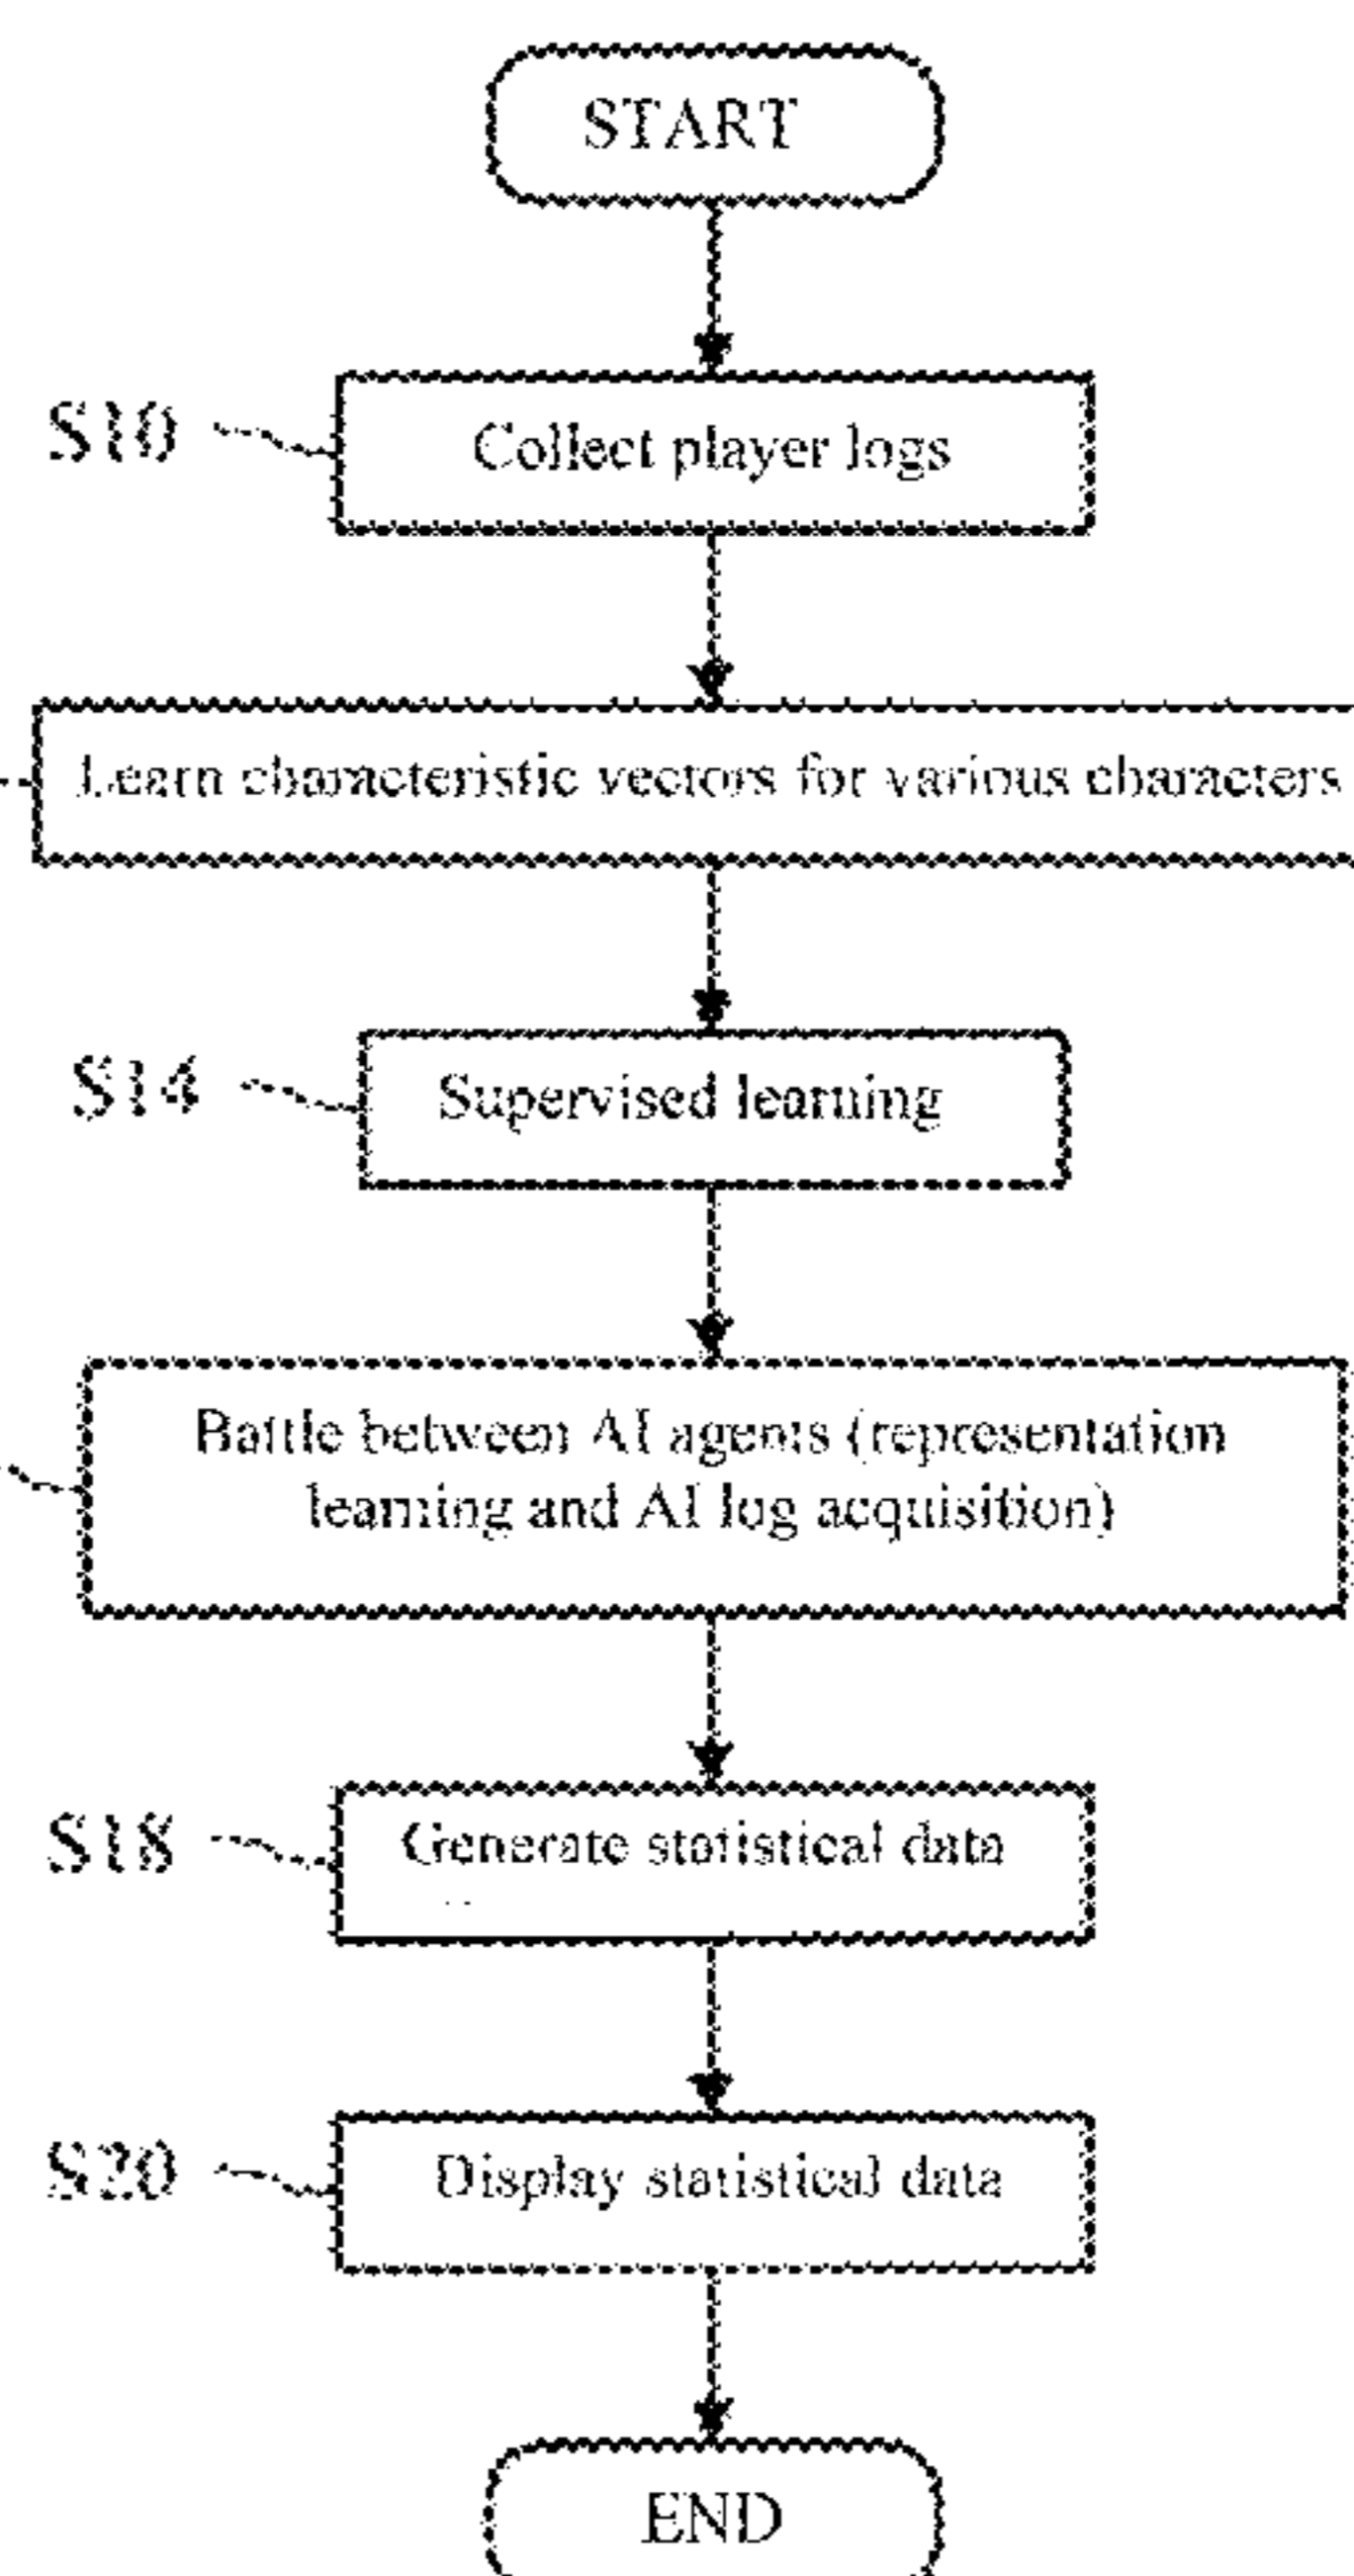 START
S10
Collect player logs
Learn characteristic vectors for various characters
S14
Supervised learning
Battle between AI agents (representation
learning and AI log acquisition)
S18
Generate statistical data
S20
Display statistical data
END